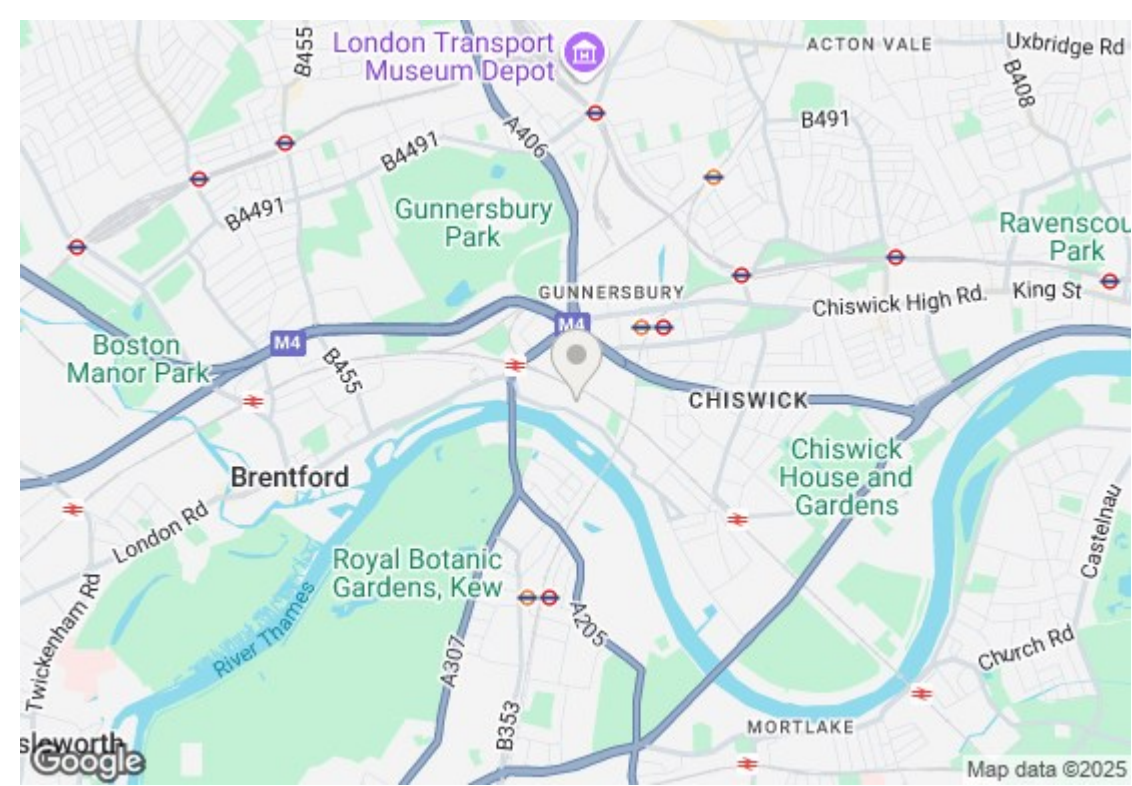 B455
London Transport
Museum Depot
ACTON VALE
Uxbridge Rd
B408
A406
B491
B4491
B4491
Gunnersbury
Park
Ravenscou
Park
GUNNERSBURY
Chiswick High Rd.
King St
M4
M4
Boston
Manor Park
B455
CHISWICK
Brentford
Chiswick
House and
Gardens
London Rd
Castelnau
Royal Botanic
Gardens, Kew
Twickenham Rd
River Thames
A307
A205
Church Rd
B353
MORTLAKE
sleworth
Google
Map data ©2025